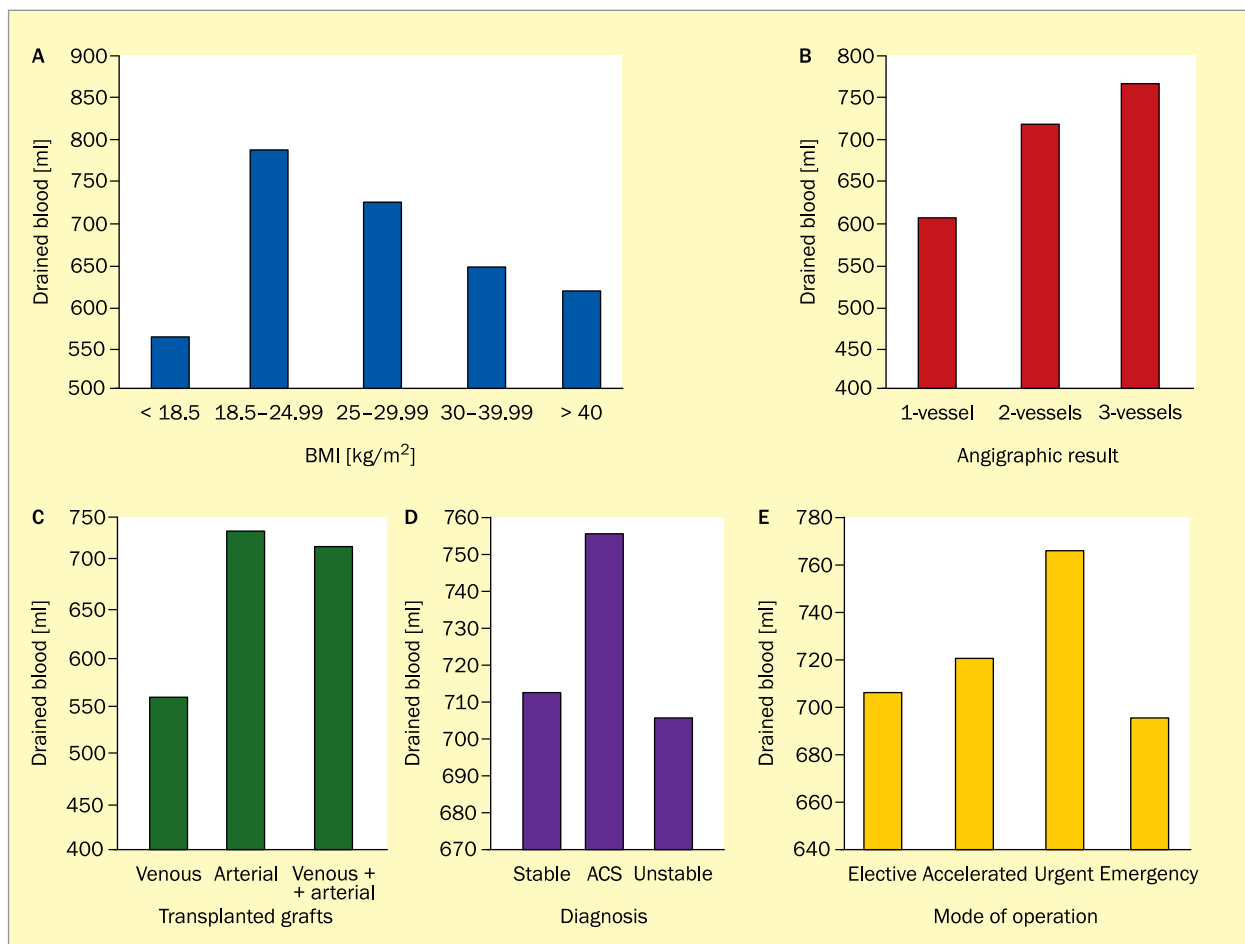 A
Drained blood [ml]
900
850
800
750
700
650
600
550
500
< 18.5 18.5–24.99 25–29.99 30–39.99 > 40
BMI [kg/m²]
B
Drained blood [ml]
800
750
700
650
600
550
500
450
400
1-vessel 2-vessels 3-vessels
Angigraphic result
C
Drained blood [ml]
750
700
650
600
550
500
450
400
Venous Arterial Venous +
+ arterial
Transplanted grafts
D
Drained blood [ml]
760
750
740
730
720
710
700
690
680
670
Stable ACS Unstable
Diagnosis
E
Drained blood [ml]
780
760
740
720
700
680
660
640
Elective Accelerated Urgent Emergency
Mode of operation